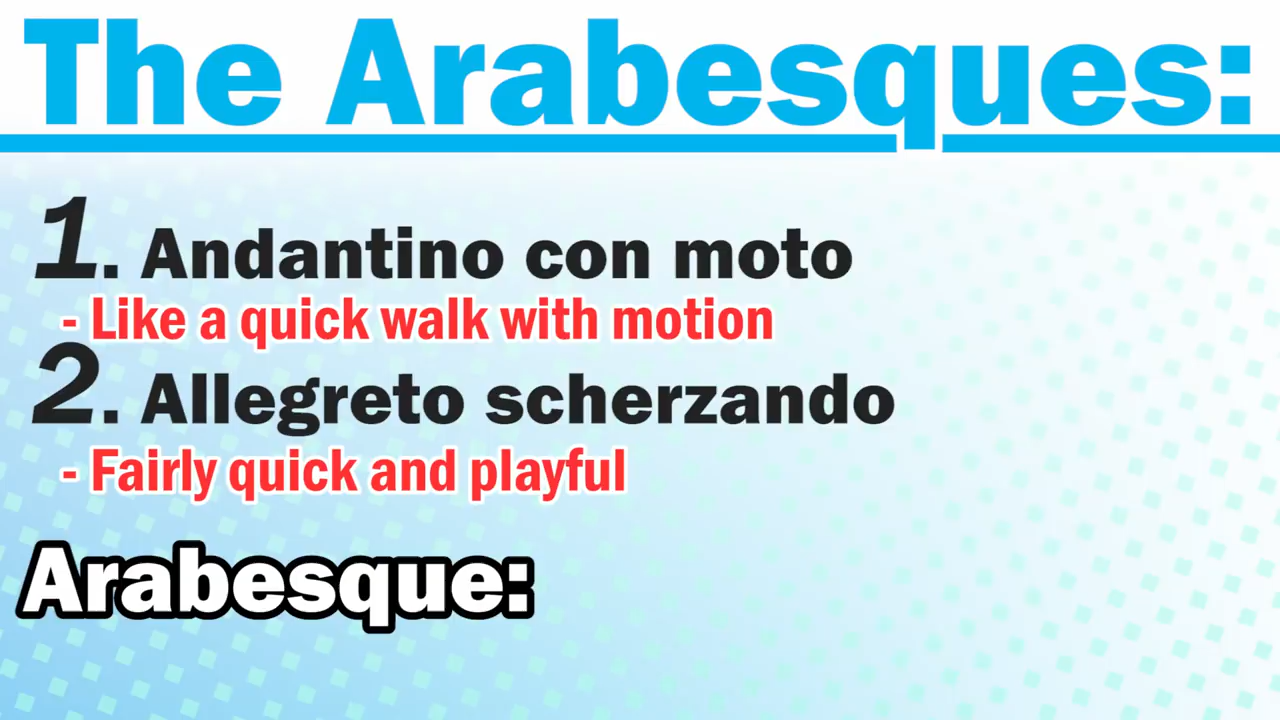 The Arabesques:
1. Andantino con moto
- Like a quick walk with motion
2. Allegreto scherzando
- Fairly quick and playful
Arabesque: